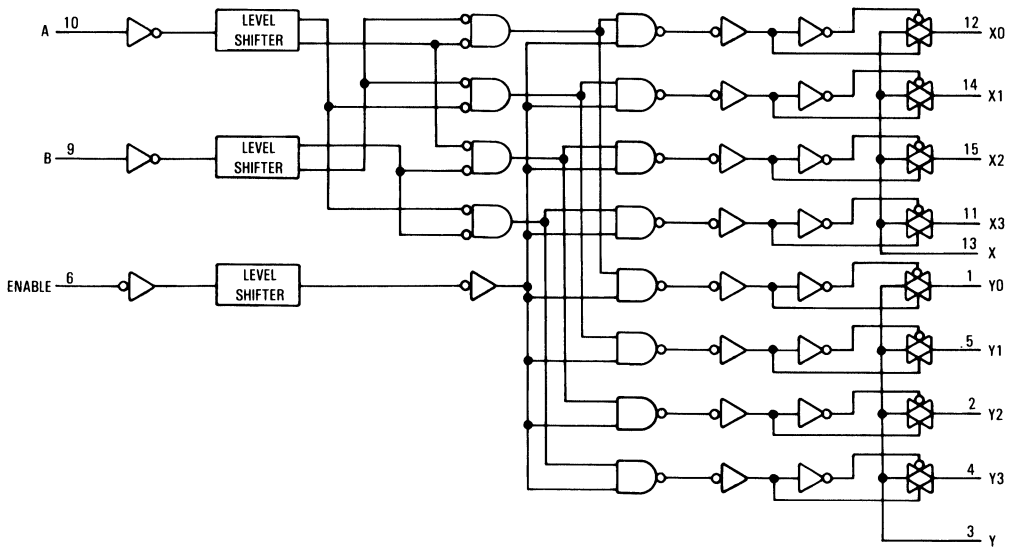 A 10
LEVEL
SHIFTER
12 X0
14 X1
B 9
LEVEL
SHIFTER
15 X2
11 X3
13 X
ENABLE 6
LEVEL
SHIFTER
1 Y0
.5 Y1
2 Y2
4 Y3
3 Y